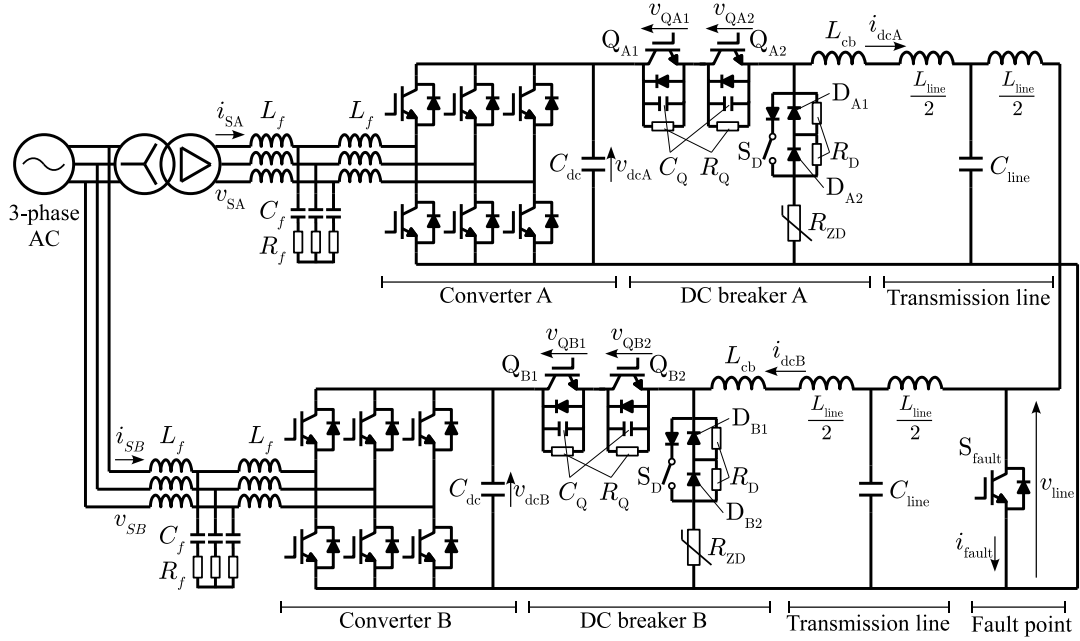 v_QA1 v_QA2
Q_A1 Q_A2 L_cb i_dcA
L_line/2 L_line/2
i_SA L_f L_f
D_A1
S_D R_D
C_dc v_dcA C_Q R_Q D_A2 C_line
3-phase
AC
v_SA
C_f
R_f
R_ZD
Converter A DC breaker A Transmission line
v_QB1 v_QB2
Q_B1 Q_B2 L_cb i_dcB
L_line/2 L_line/2
i_SB L_f L_f
D_B1
S_D R_D
S_fault
C_dc v_dcB C_Q R_Q D_B2 C_line v_line
v_SB
C_f
R_f
R_ZD
i_fault
Converter B DC breaker B Transmission line Fault point